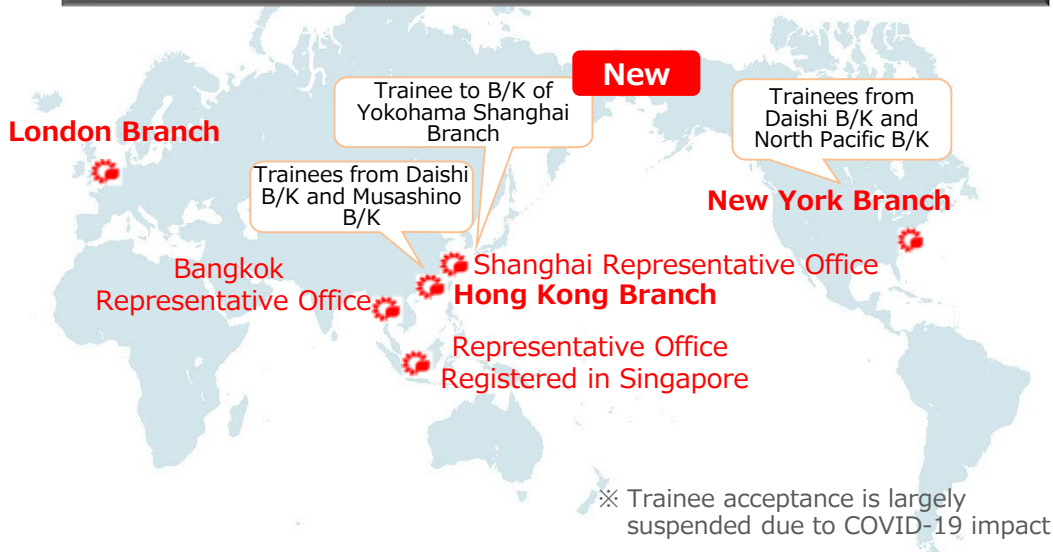 New
Trainee to B/K of
Yokohama Shanghai
Branch
Trainees from
Daishi B/K and
North Pacific B/K
London Branch
Trainees from Daishi
B/K and Musashino
B/K
New York Branch
Bangkok
Representative Office
Shanghai Representative Office
Hong Kong Branch
Representative Office
Registered in Singapore
※ Trainee acceptance is largely
suspended due to COVID-19 impact